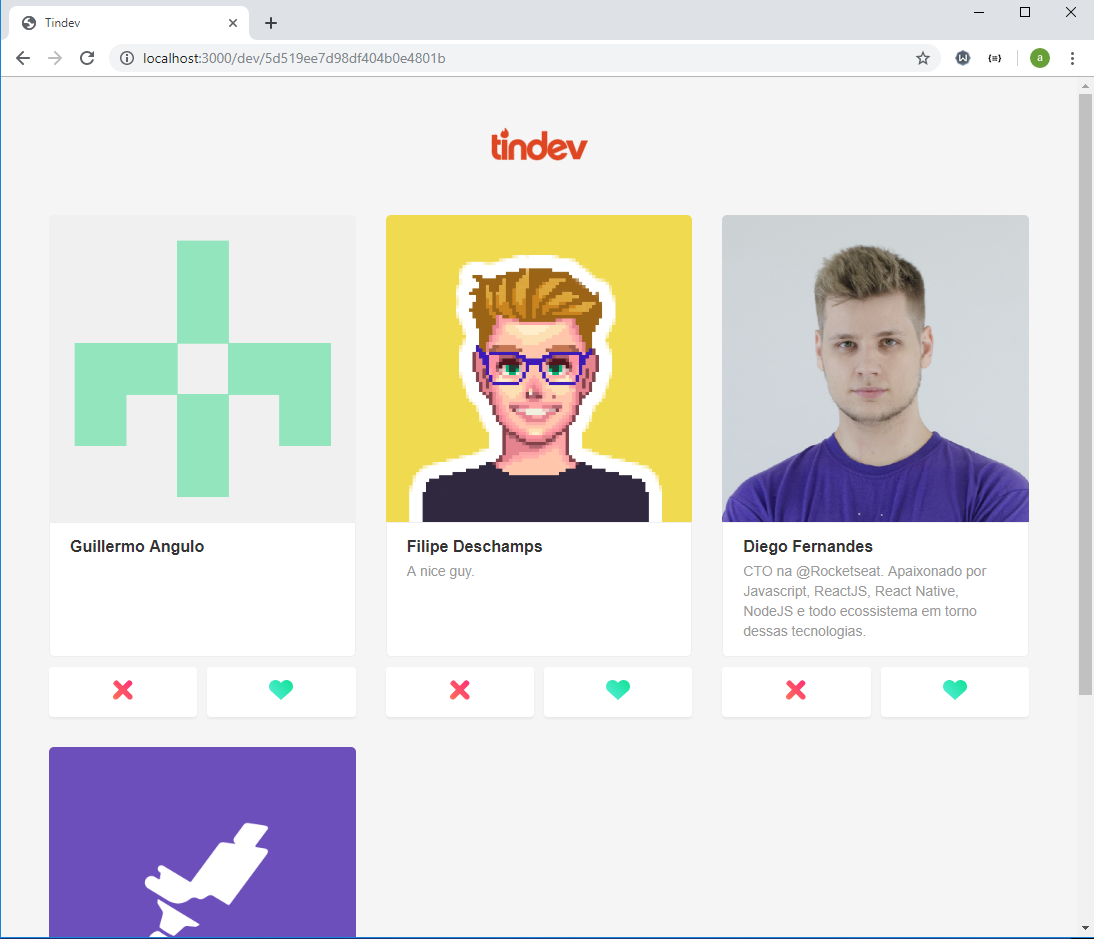 Tindev
localhost:3000/dev/5d519ee7d98df404b0e4801b
a
tindev
Guillermo Angulo
Filipe Deschamps
A nice guy.
Diego Fernandes
CTO na @Rocketseat. Apaixonado por
Javascript, ReactJS, React Native,
NodeJS e todo ecossistema em torno
dessas tecnologias.